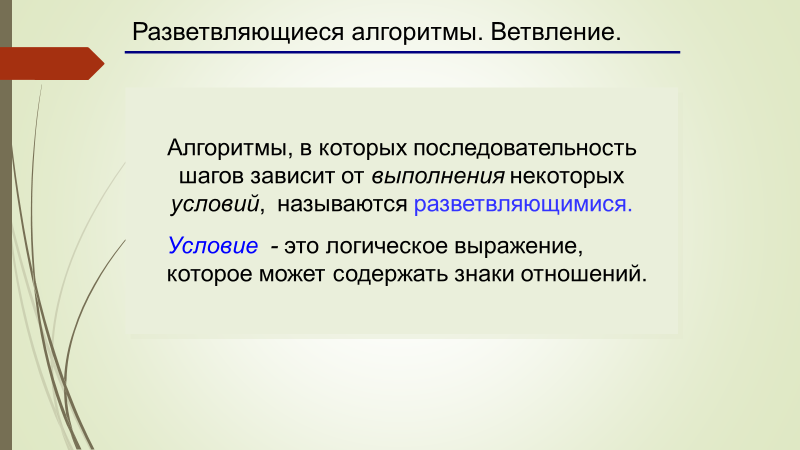 Разветвляющиеся алгоритмы. Ветвление.
Алгоритмы, в которых последовательность
шагов зависит от выполнения некоторых
условий,  называются разветвляющимися.
Условие  - это логическое выражение,
которое может содержать знаки отношений.